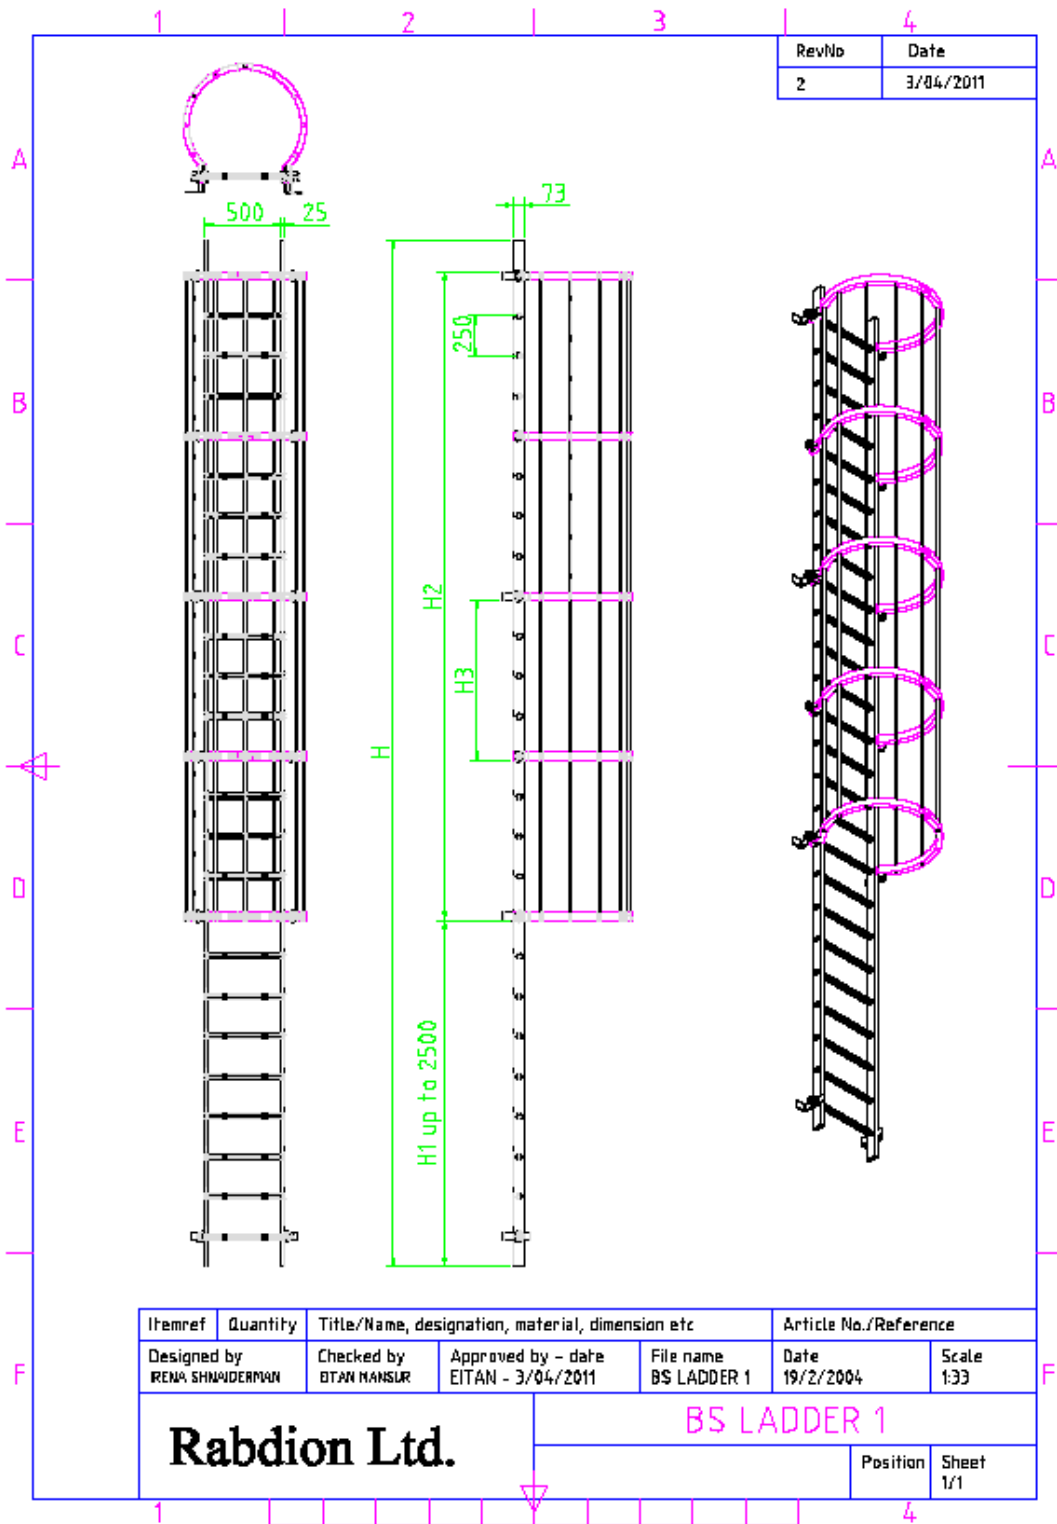 1 2 3 4
RevNo Date
2 3/04/2011
A A
500 25 73
250
B B
H2
C C
H3
H
D D
H1 up to 2500
E E
Itemref Quantity Title/Name, designation, material, dimension etc Article No./Reference
Designed by Checked by Approved by - date File name Date Scale
IRENA SHNAIDERMAN EITAN MANSUR EITAN - 3/04/2011 BS LADDER 1 19/2/2004 1:33
F F
BS LADDER 1
Rabdion Ltd.
Position Sheet
1/1
1 4